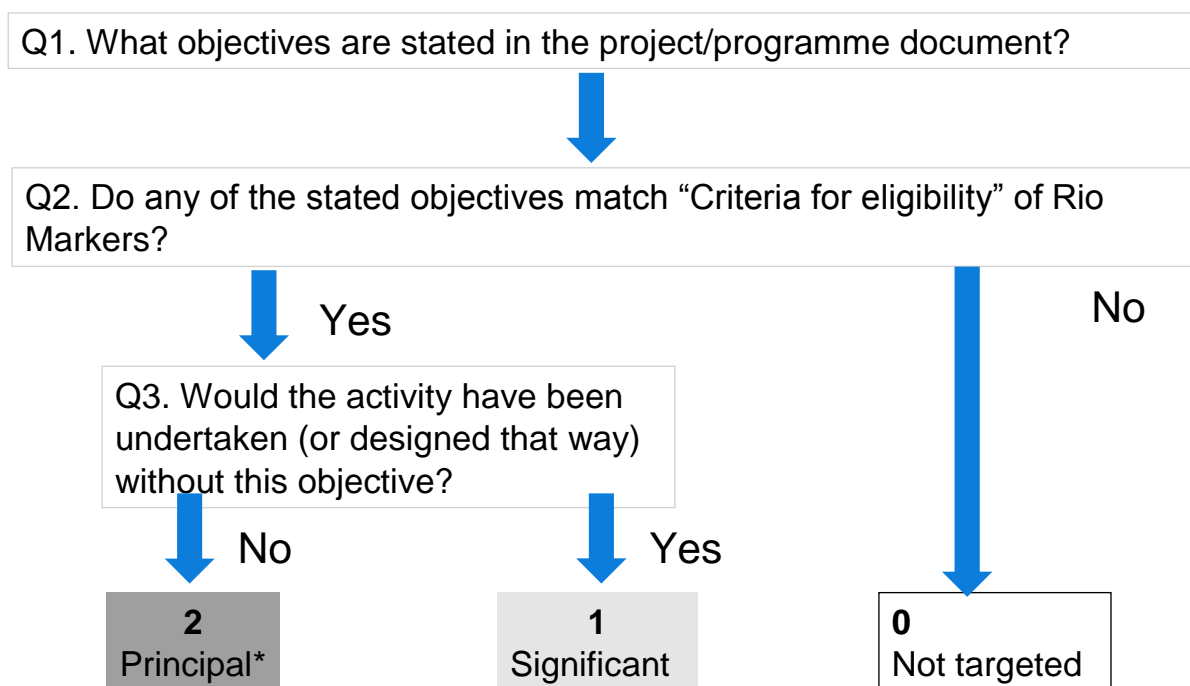 Q1. What objectives are stated in the project/programme document?
Q2. Do any of the stated objectives match “Criteria for eligibility” of Rio
Markers?
Yes
No
Q3. Would the activity have been
undertaken (or designed that way)
without this objective?
No
Yes
2
Principal*
1
Significant
0
Not targeted